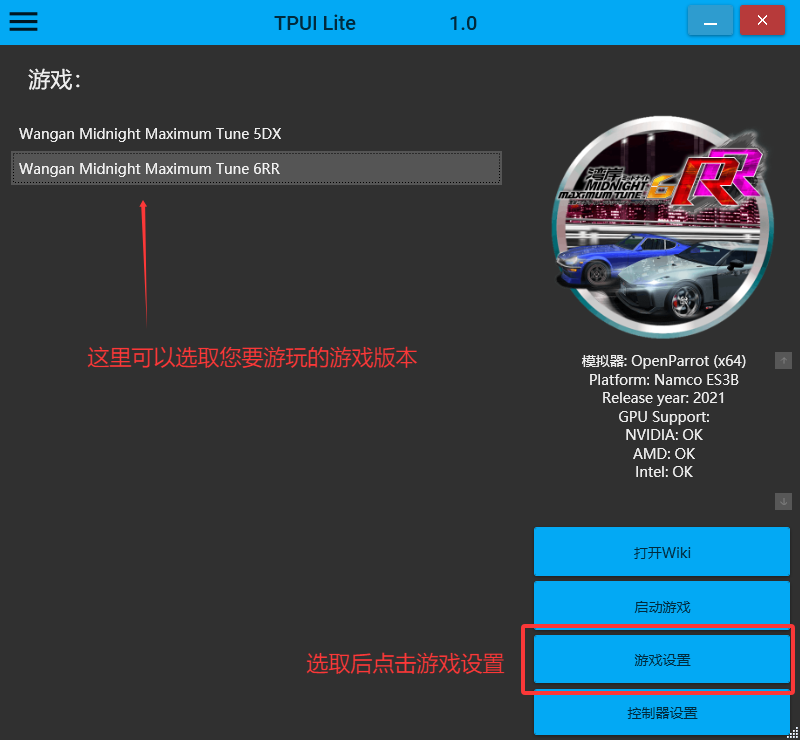 TPUI Lite 1.0
游戏:
Wangan Midnight Maximum Tune 5DX
Wangan Midnight Maximum Tune 6RR
湾岸
MIDNIGHT
MAXIMUM TUNE 6RR
这里可以选取您要游玩的游戏版本
模拟器: OpenParrot (x64)
Platform: Namco ES3B
Release year: 2021
GPU Support:
NVIDIA: OK
AMD: OK
Intel: OK
打开Wiki
启动游戏
选取后点击游戏设置
游戏设置
控制器设置